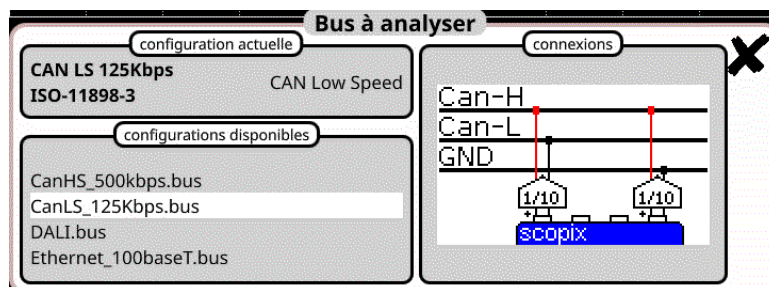 Bus à analyser
configuration actuelle
CAN LS 125Kbps
ISO-11898-3
CAN Low Speed
configurations disponibles
CanHS_500kbps.bus
CanLS_125Kbps.bus
DALI.bus
Ethernet_100baseT.bus
connexions
Can-H
Can-L
GND
1/10 1/10
+ +
scopix